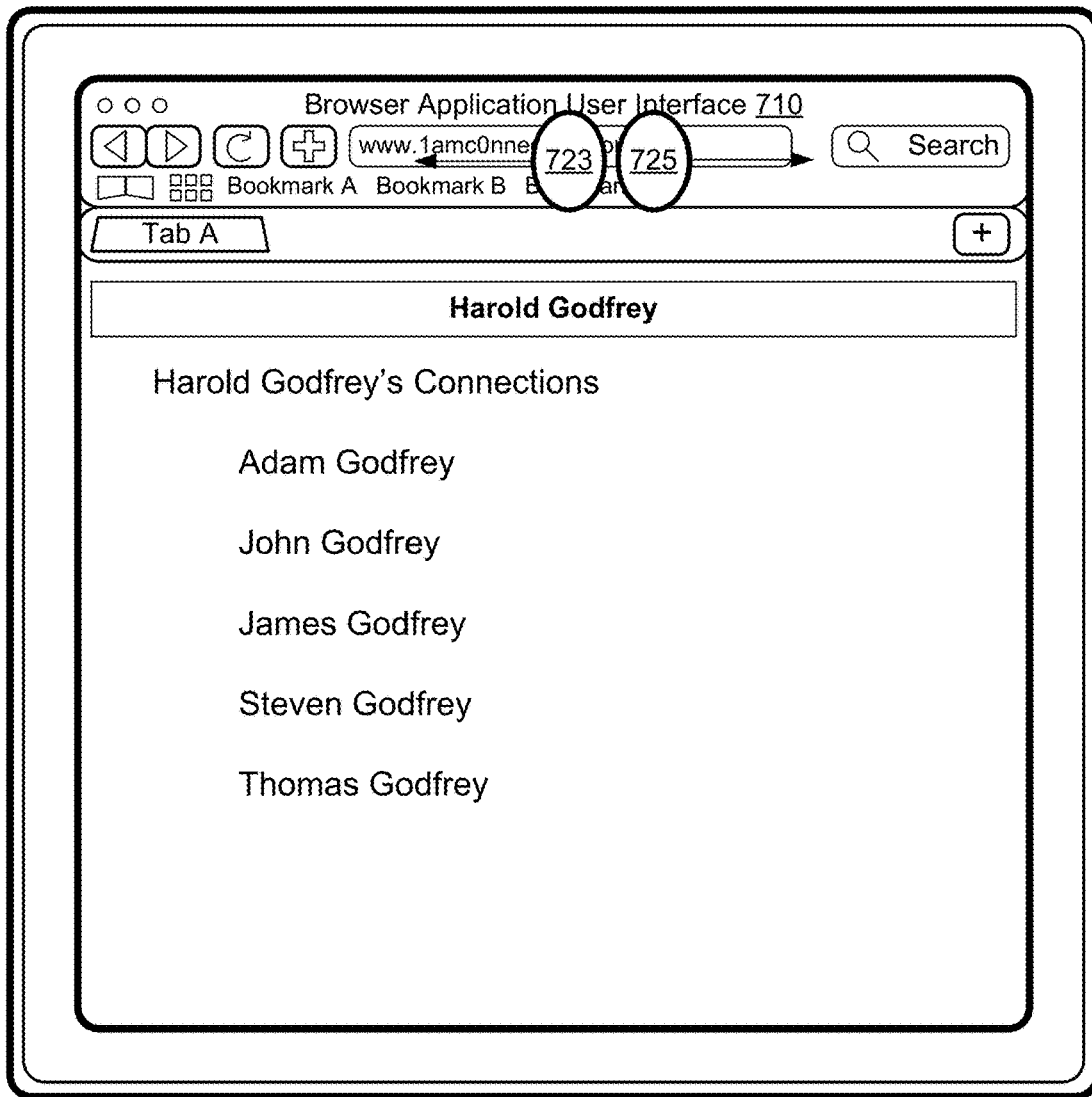 Browser Application User Interface 710
www.1amc0nne
723
725
Search
Bookmark A Bookmark B
Tab A
+
Harold Godfrey
Harold Godfrey's Connections
Adam Godfrey
John Godfrey
James Godfrey
Steven Godfrey
Thomas Godfrey